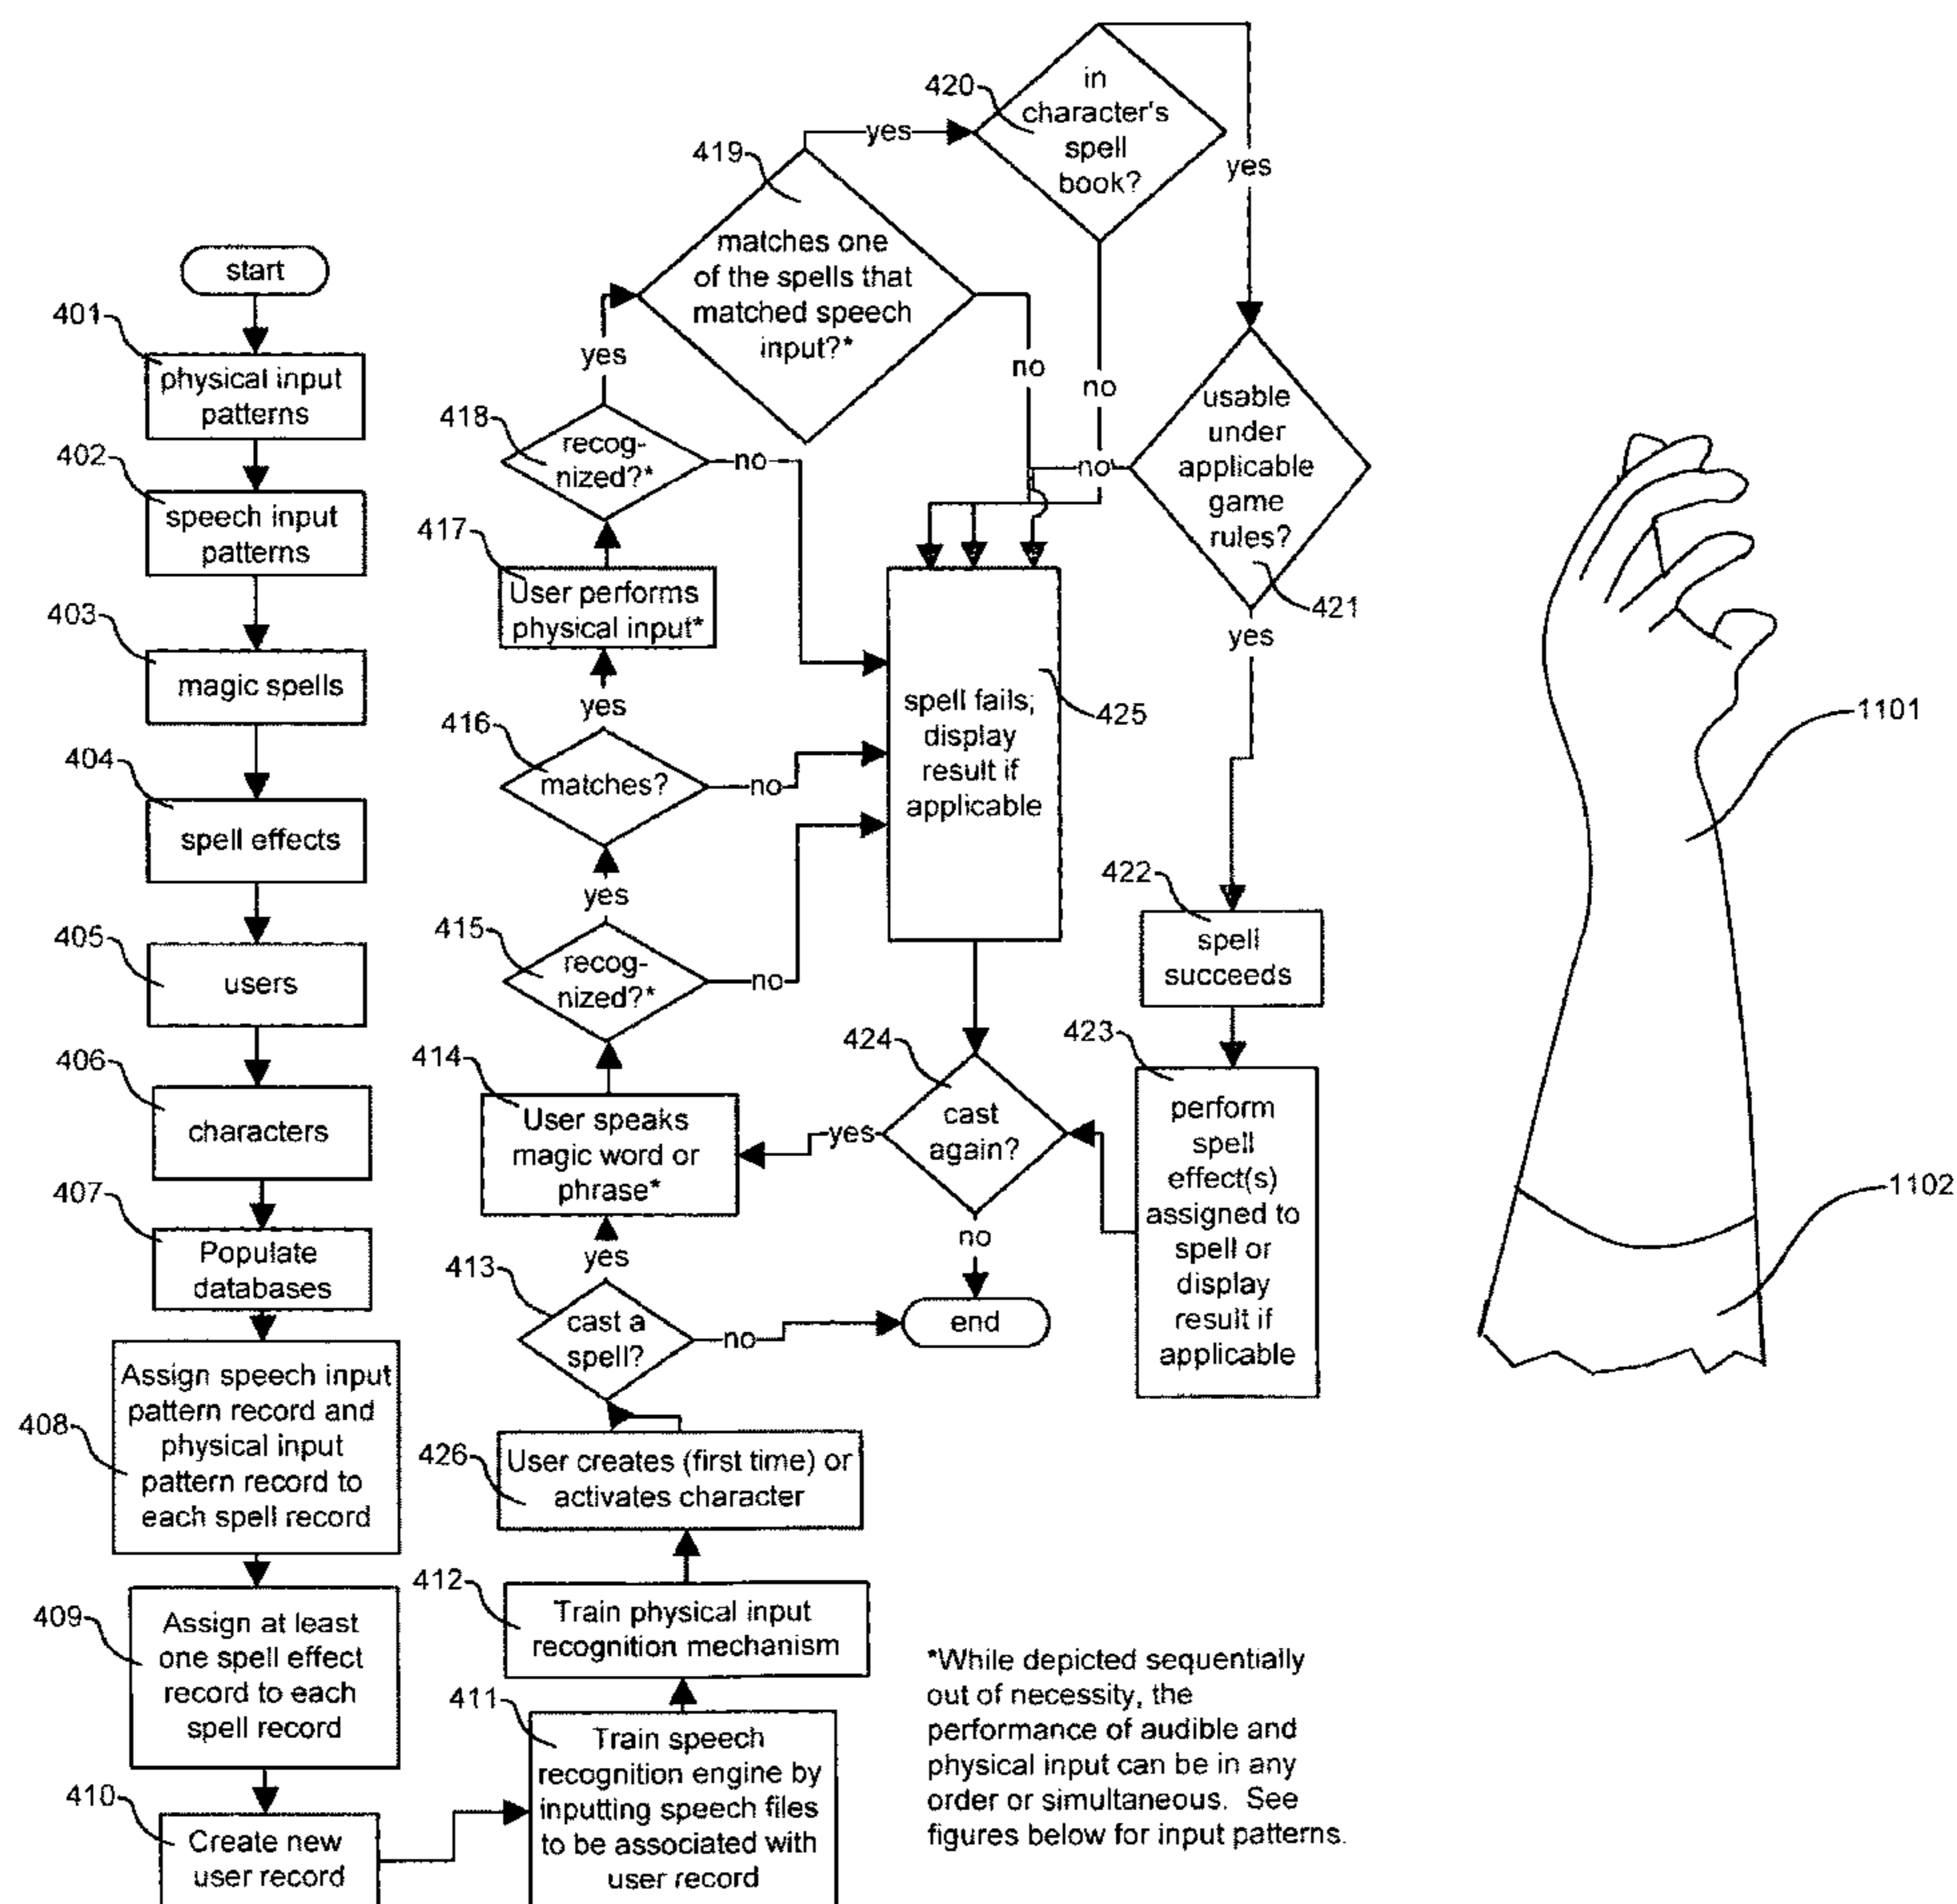 start
401
physical input
patterns
402
speech input
patterns
403
magic spells
404
spell effects
405
users
406
characters
407
Populate
databases
408
Assign speech input
pattern record and
physical input
pattern record to
each spell record
409
Assign at least
one spell effect
record to each
spell record
410
Create new
user record
411
Train speech
recognition engine by
inputting speech files
to be associated with
user record
412
Train physical input
recognition mechanism
426
User creates (first time) or
activates character
413
cast a
spell?
no
yes
414
User speaks
magic word or
phrase*
415
recog-
nized?*
no
yes
416
matches?
no
yes
417
User performs
physical input*
418
recog-
nized?*
no
yes
419
matches one
of the spells that
matched speech
input?*
no
yes
420
in
character's
spell
book?
no
yes
usable
under
applicable
game
rules?
421
no
yes
422
spell
succeeds
423
perform
spell
effect(s)
assigned to
spell or
display
result if
applicable
spell fails;
display
result if
applicable
425
424
cast
again?
yes
no
end
1101
1102
*While depicted sequentially
out of necessity, the
performance of audible and
physical input can be in any
order or simultaneous. See
figures below for input patterns.